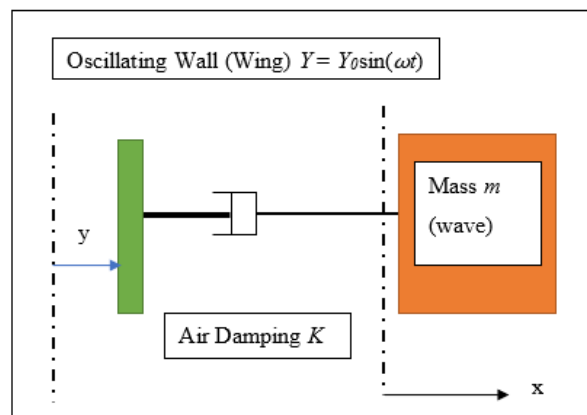 Oscillating Wall (Wing) Y = Y₀sin(ωt)
Mass m
(wave)
y
Air Damping K
x